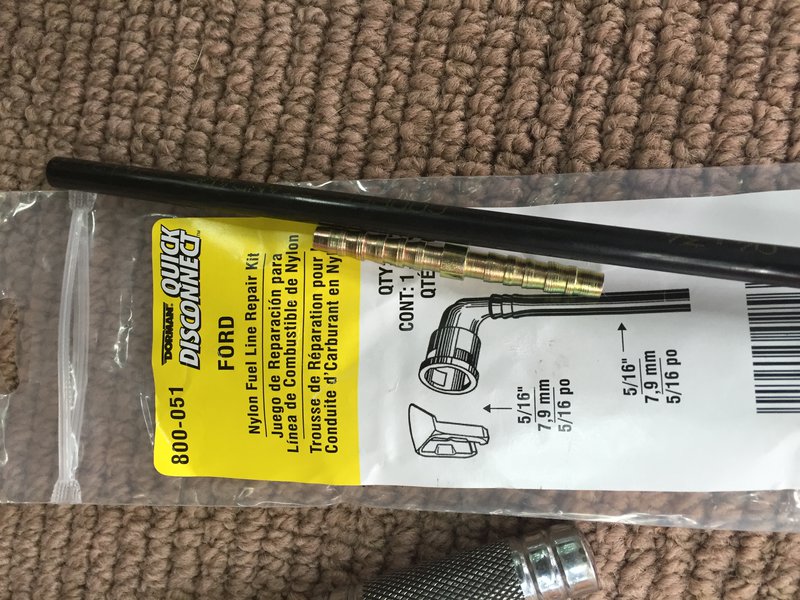 800-051
DORMAN
QUICK
DISCONNECT
FORD
Nylon Fuel Line Repair Kit
Juego de Reparación para
Línea de Combustible de Nylon
Trousse de Réparation pour
Conduite d'Carburant en Ny
QTY
CONT: 1
QTÉ
5/16"
7,9 mm
5/16 po
5/16"
7,9 mm
5/16 po